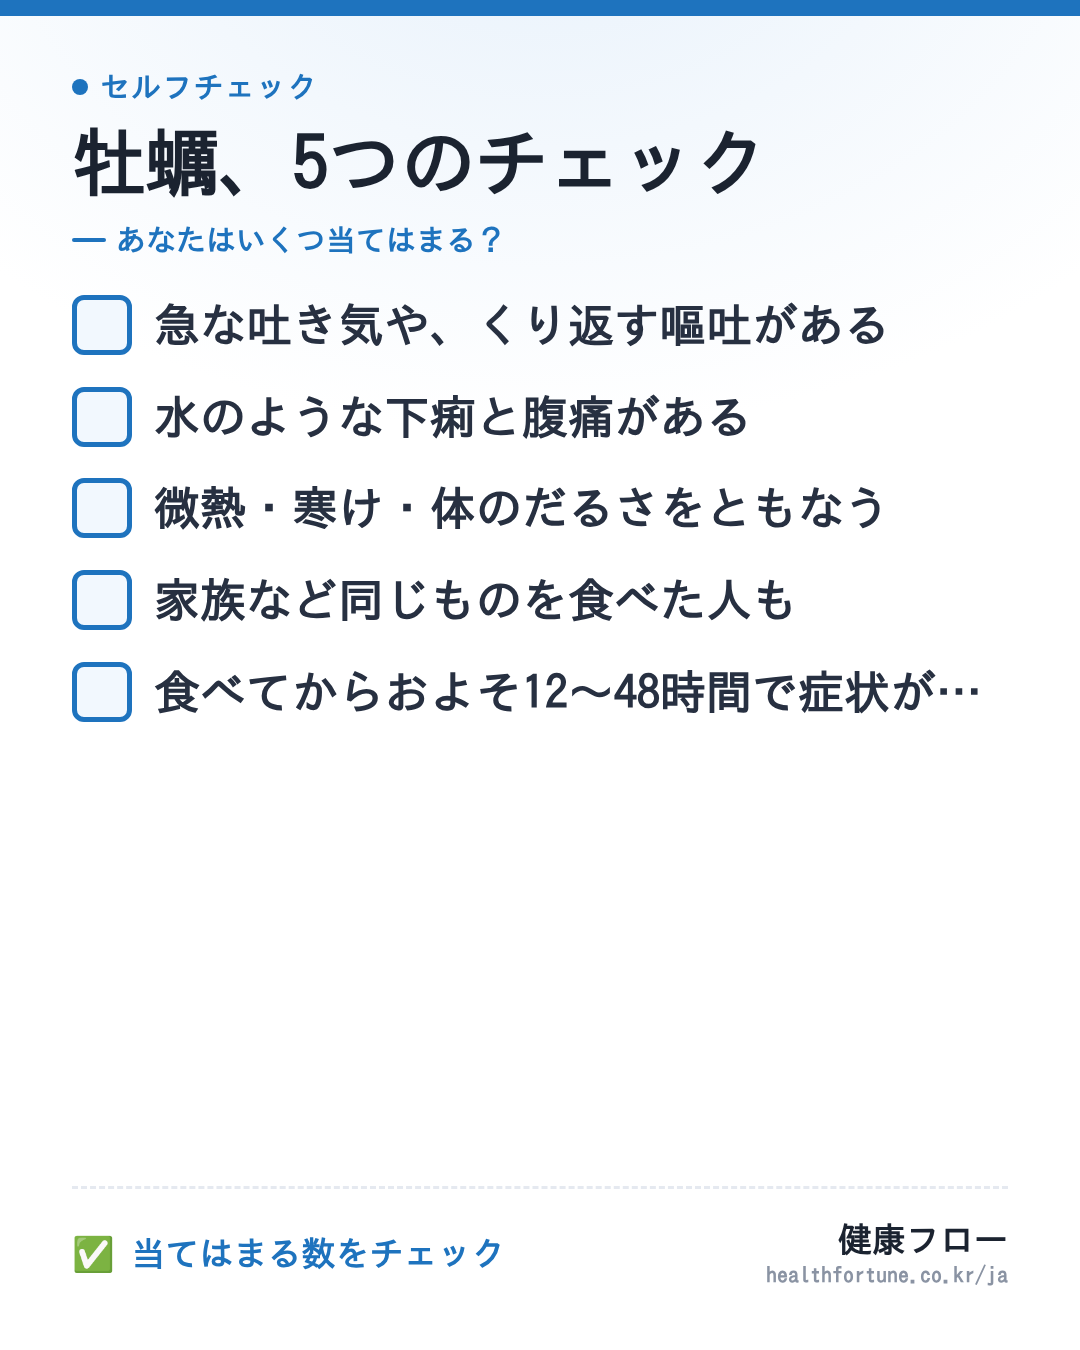 セルフチェック
牡蠣、5つのチェック
— あなたはいくつ当てはまる？
急な吐き気や、くり返す嘔吐がある
水のような下痢と腹痛がある
微熱・寒け・体のだるさをともなう
家族など同じものを食べた人も
食べてからおよそ12〜48時間で症状が…
✅ 当てはまる数をチェック
健康フロー
healthfortune.co.kr/ja